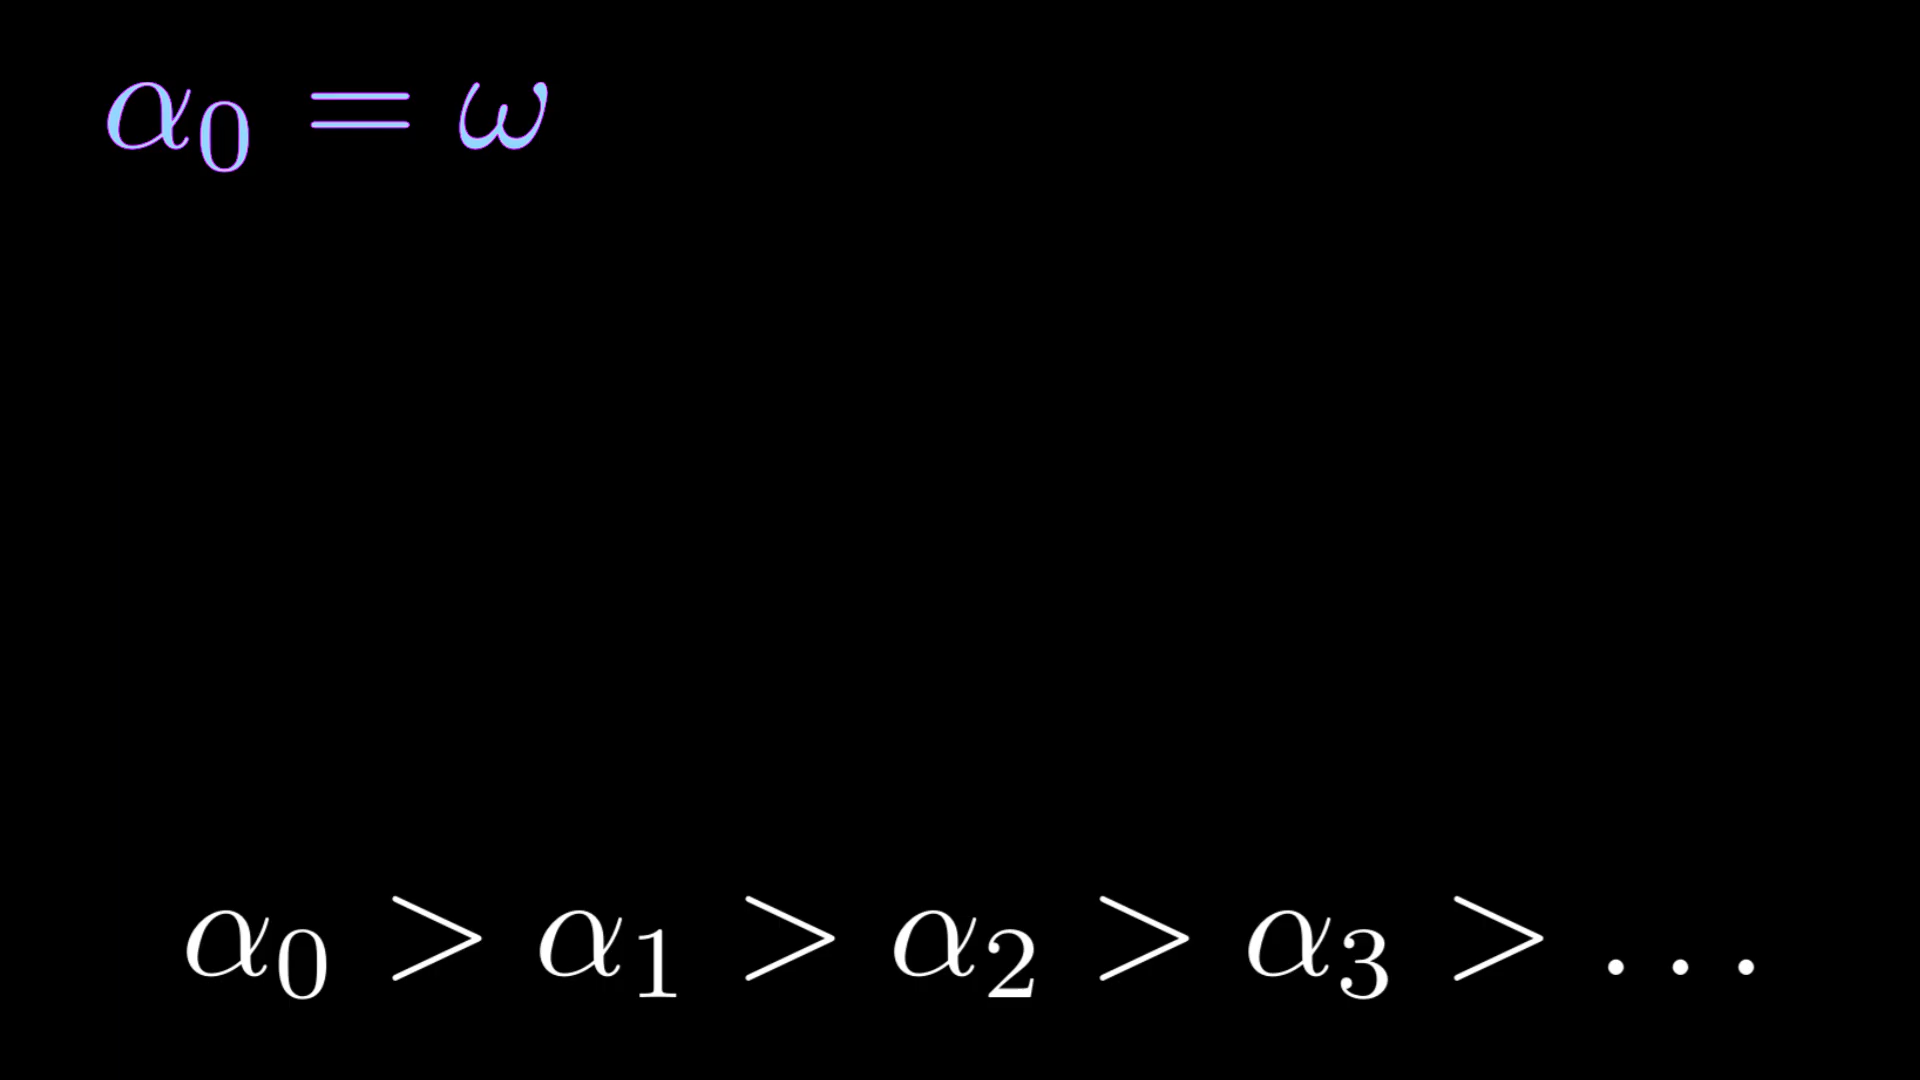 α₀ = ω
α₀ > α₁ > α₂ > α₃ > ...